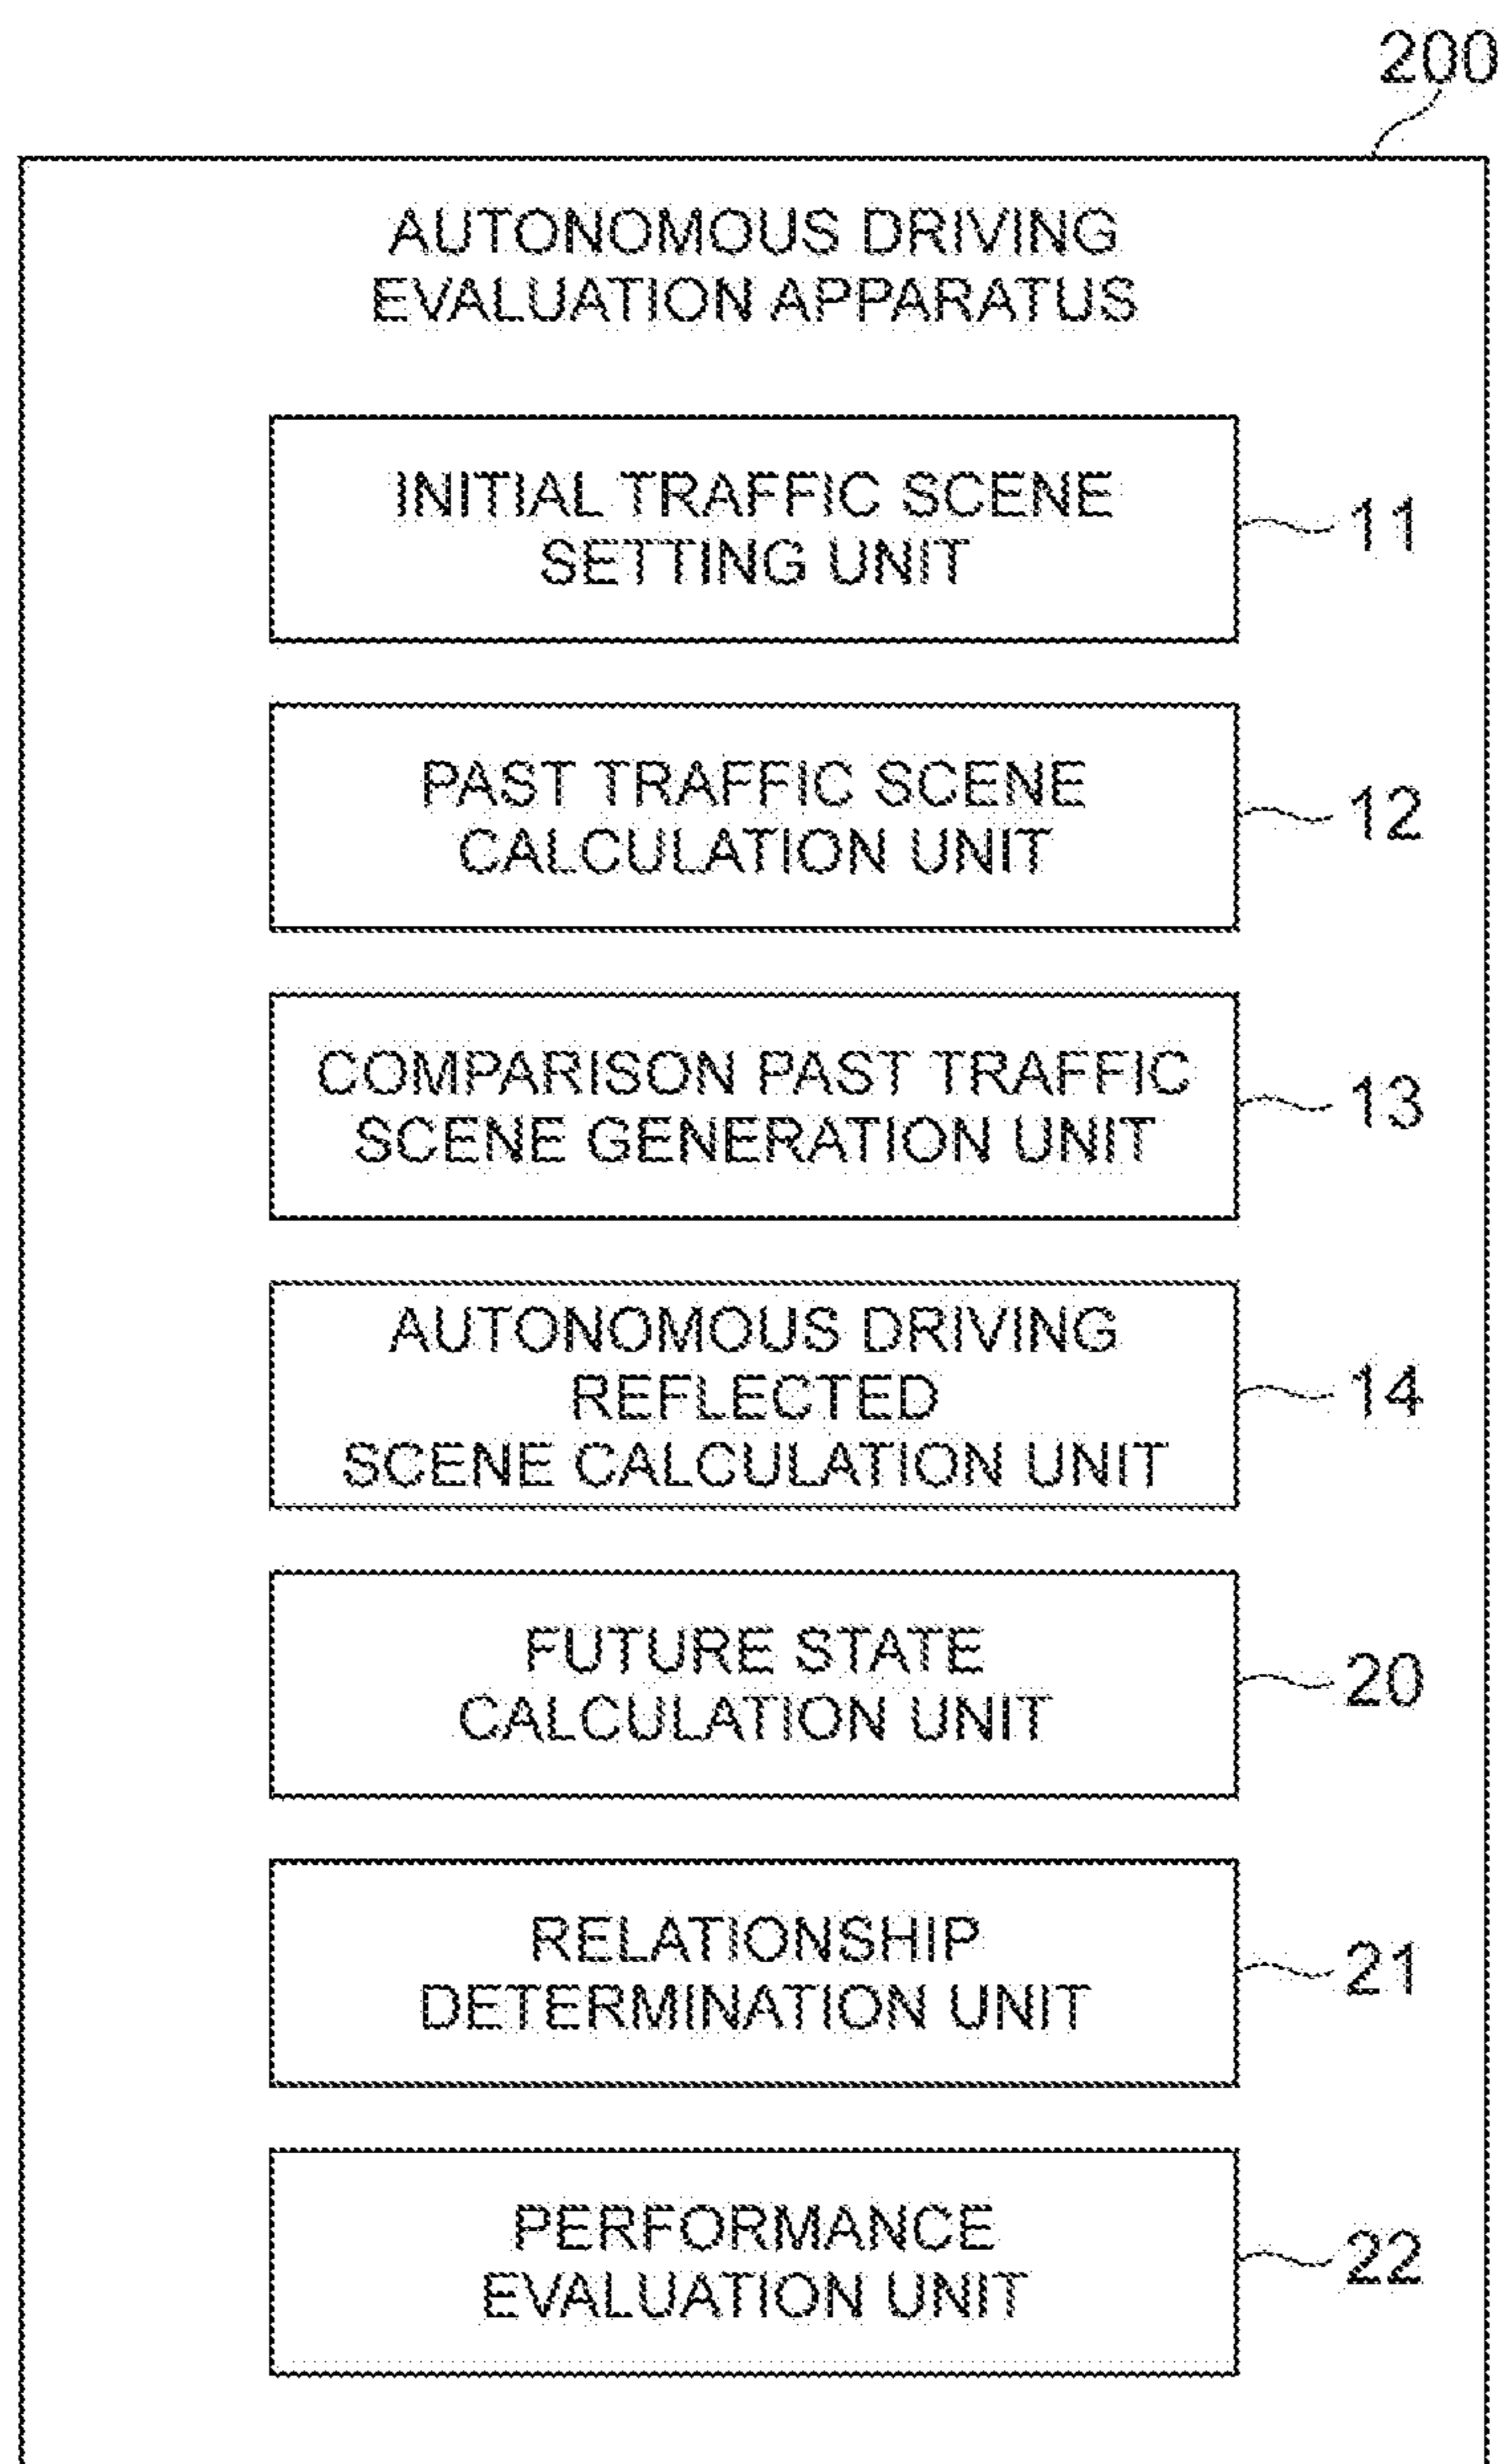 200
AUTONOMOUS DRIVING
EVALUATION APPARATUS
INITIAL TRAFFIC SCENE
SETTING UNIT
11
PAST TRAFFIC SCENE
CALCULATION UNIT
12
COMPARISON PAST TRAFFIC
SCENE GENERATION UNIT
13
AUTONOMOUS DRIVING
REFLECTED
SCENE CALCULATION UNIT
14
FUTURE STATE
CALCULATION UNIT
20
RELATIONSHIP
DETERMINATION UNIT
21
PERFORMANCE
EVALUATION UNIT
22